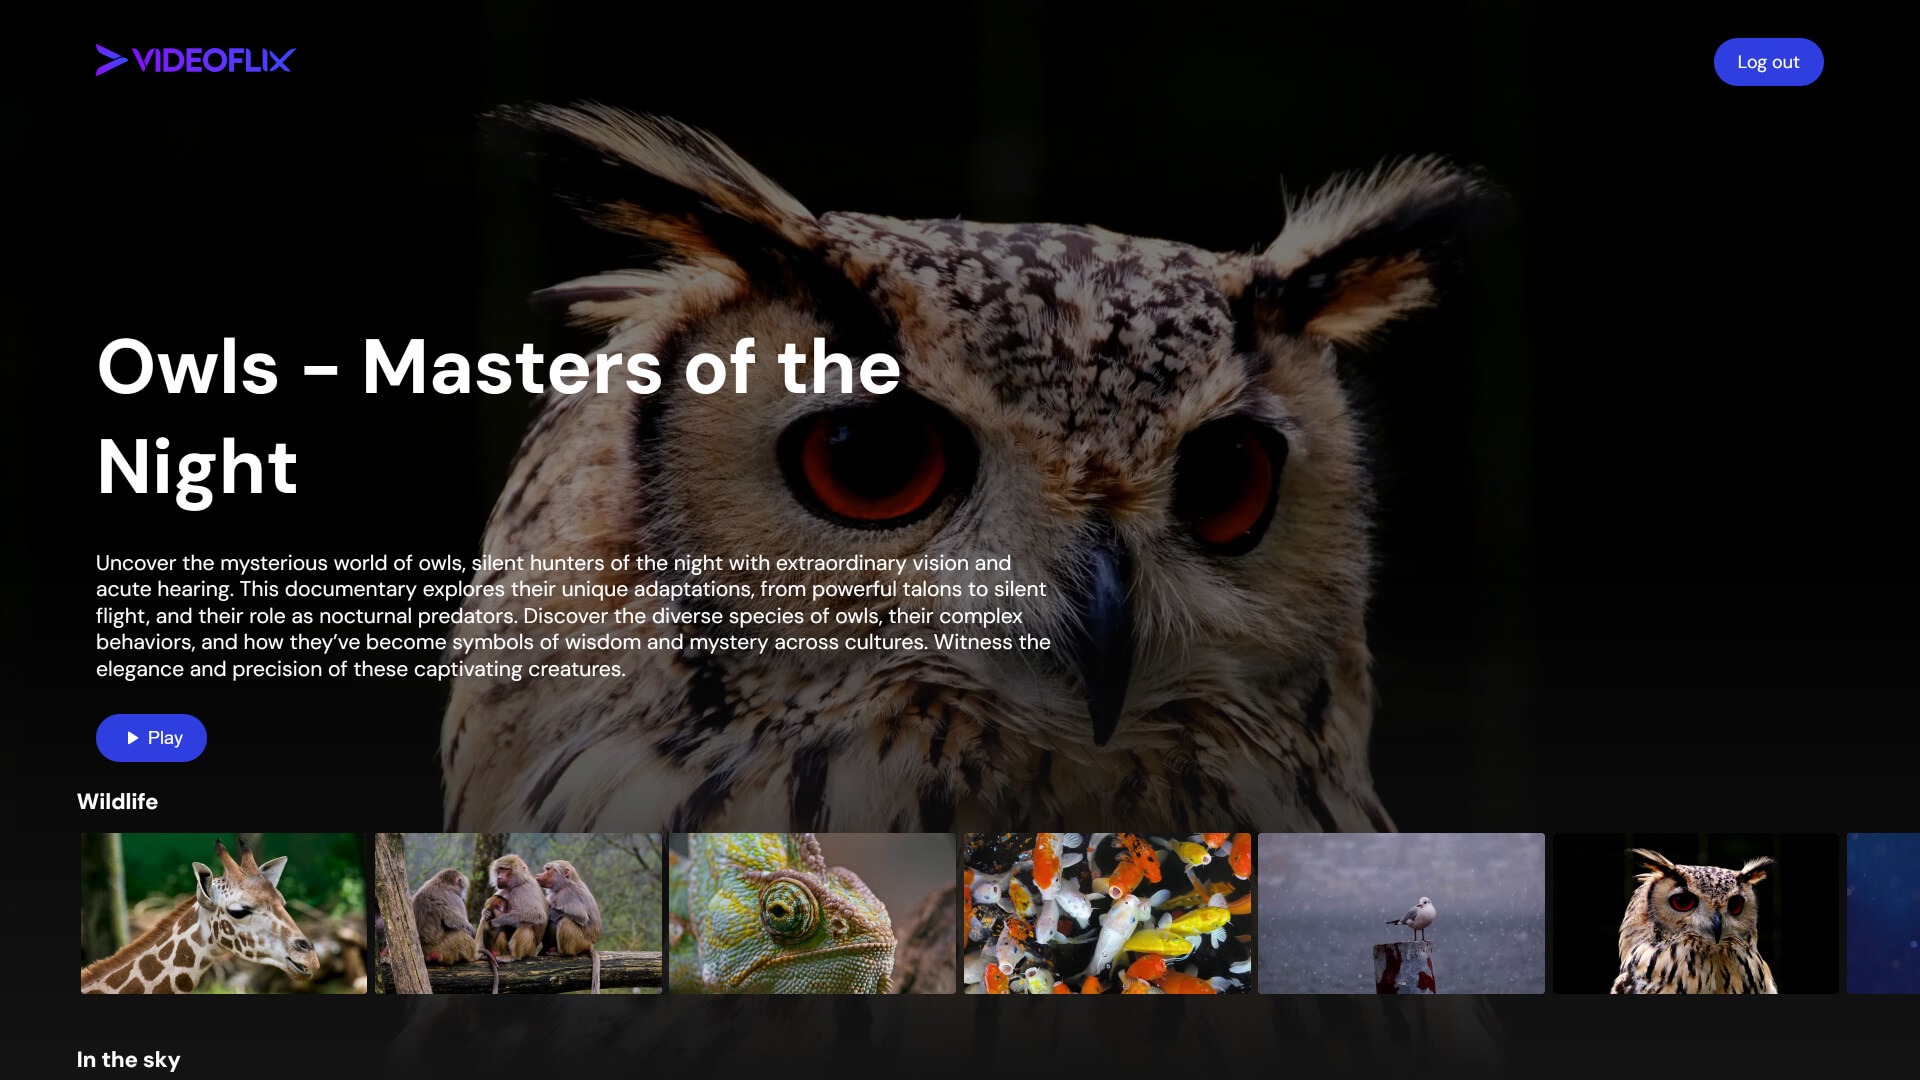 VIDEOFLIX
Log out
Owls - Masters of the
Night
Uncover the mysterious world of owls, silent hunters of the night with extraordinary vision and
acute hearing. This documentary explores their unique adaptations, from powerful talons to silent
flight, and their role as nocturnal predators. Discover the diverse species of owls, their complex
behaviors, and how they’ve become symbols of wisdom and mystery across cultures. Witness the
elegance and precision of these captivating creatures.
Play
Wildlife
In the sky